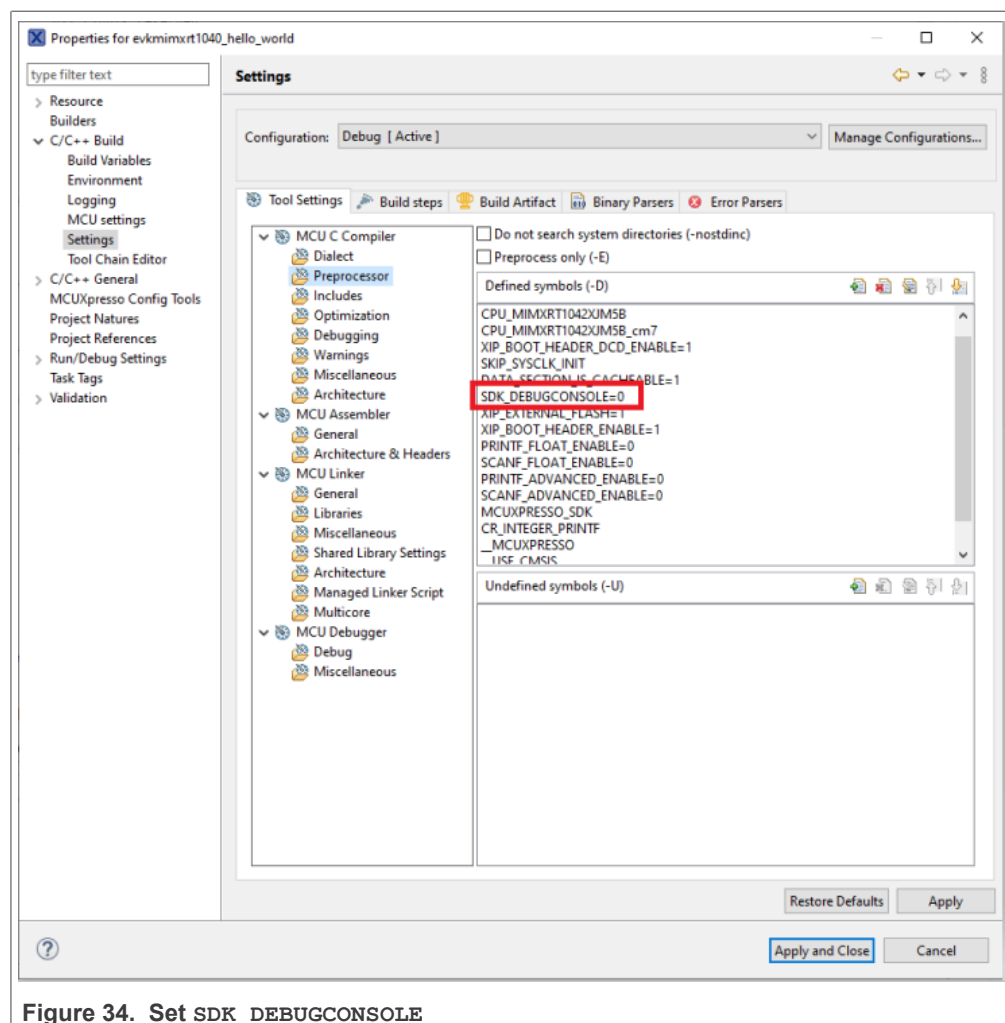 Properties for evkmimxrt1040_hello_world
type filter text
Resource
Builders
C/C++ Build
Build Variables
Environment
Logging
MCU settings
Settings
Tool Chain Editor
C/C++ General
MCUXpresso Config Tools
Project Natures
Project References
Run/Debug Settings
Task Tags
Validation
Settings
Configuration: Debug [ Active ]
Manage Configurations...
Tool Settings Build steps Build Artifact Binary Parsers Error Parsers
MCU C Compiler
Dialect
Preprocessor
Includes
Optimization
Debugging
Warnings
Miscellaneous
Architecture
MCU Assembler
General
Architecture & Headers
MCU Linker
General
Libraries
Miscellaneous
Shared Library Settings
Architecture
Managed Linker Script
Multicore
MCU Debugger
Debug
Miscellaneous
Do not search system directories (-nostdinc)
Preprocess only (-E)
Defined symbols (-D)
CPU_MIMXRT1042XJM5B
CPU_MIMXRT1042XJM5B_cm7
XIP_BOOT_HEADER_DCD_ENABLE=1
SKIP_SYSCLK_INIT
DATA_SECTION_IS_CACHEABLE=1
SDK_DEBUGCONSOLE=0
XIP_EXTERNAL_FLASH=1
XIP_BOOT_HEADER_ENABLE=1
PRINTF_FLOAT_ENABLE=0
SCANF_FLOAT_ENABLE=0
PRINTF_ADVANCED_ENABLE=0
SCANF_ADVANCED_ENABLE=0
MCUXPRESSO_SDK
CR_INTEGER_PRINTF
__MCUXPRESSO
__USE_CMSIS
Undefined symbols (-U)
Restore Defaults
Apply
Apply and Close
Cancel
Figure 34. Set SDK_DEBUGCONSOLE